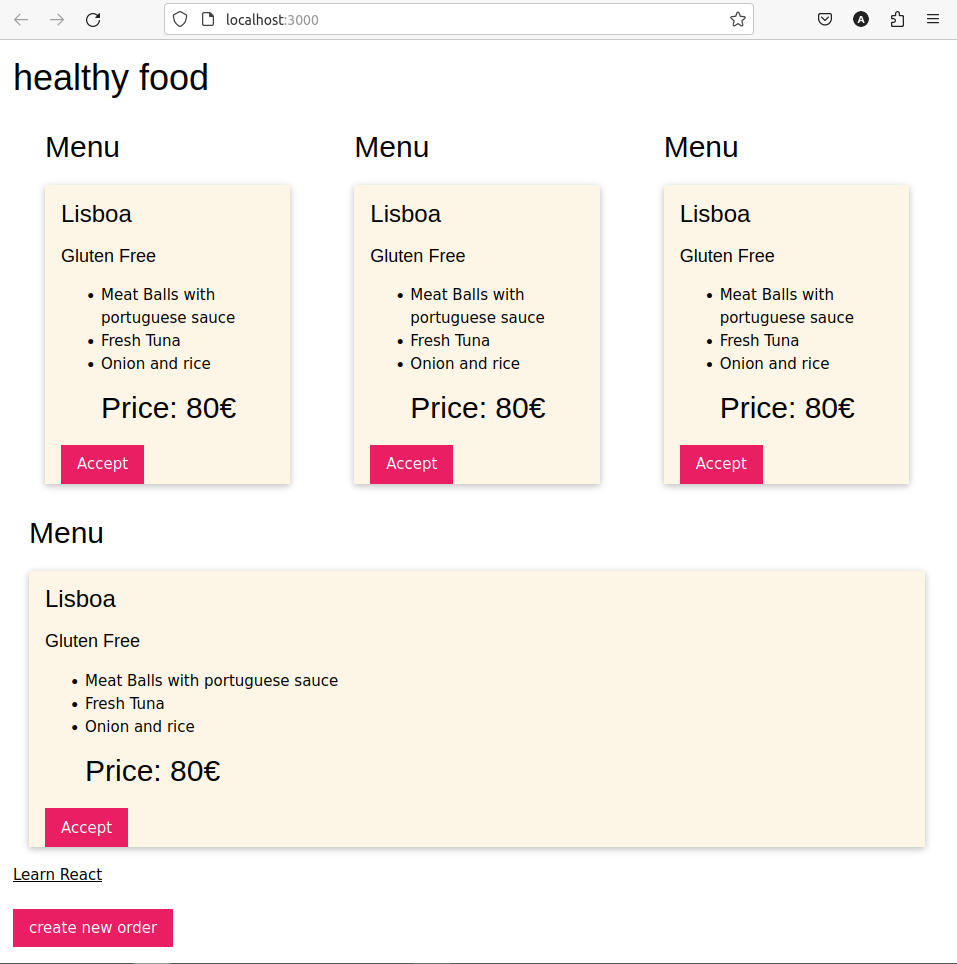 localhost:3000
A
healthy food
Menu
Lisboa
Gluten Free
• Meat Balls with
portuguese sauce
• Fresh Tuna
• Onion and rice
Price: 80€
Accept
Menu
Lisboa
Gluten Free
• Meat Balls with
portuguese sauce
• Fresh Tuna
• Onion and rice
Price: 80€
Accept
Menu
Lisboa
Gluten Free
• Meat Balls with
portuguese sauce
• Fresh Tuna
• Onion and rice
Price: 80€
Accept
Menu
Lisboa
Gluten Free
• Meat Balls with portuguese sauce
• Fresh Tuna
• Onion and rice
Price: 80€
Accept
Learn React
create new order